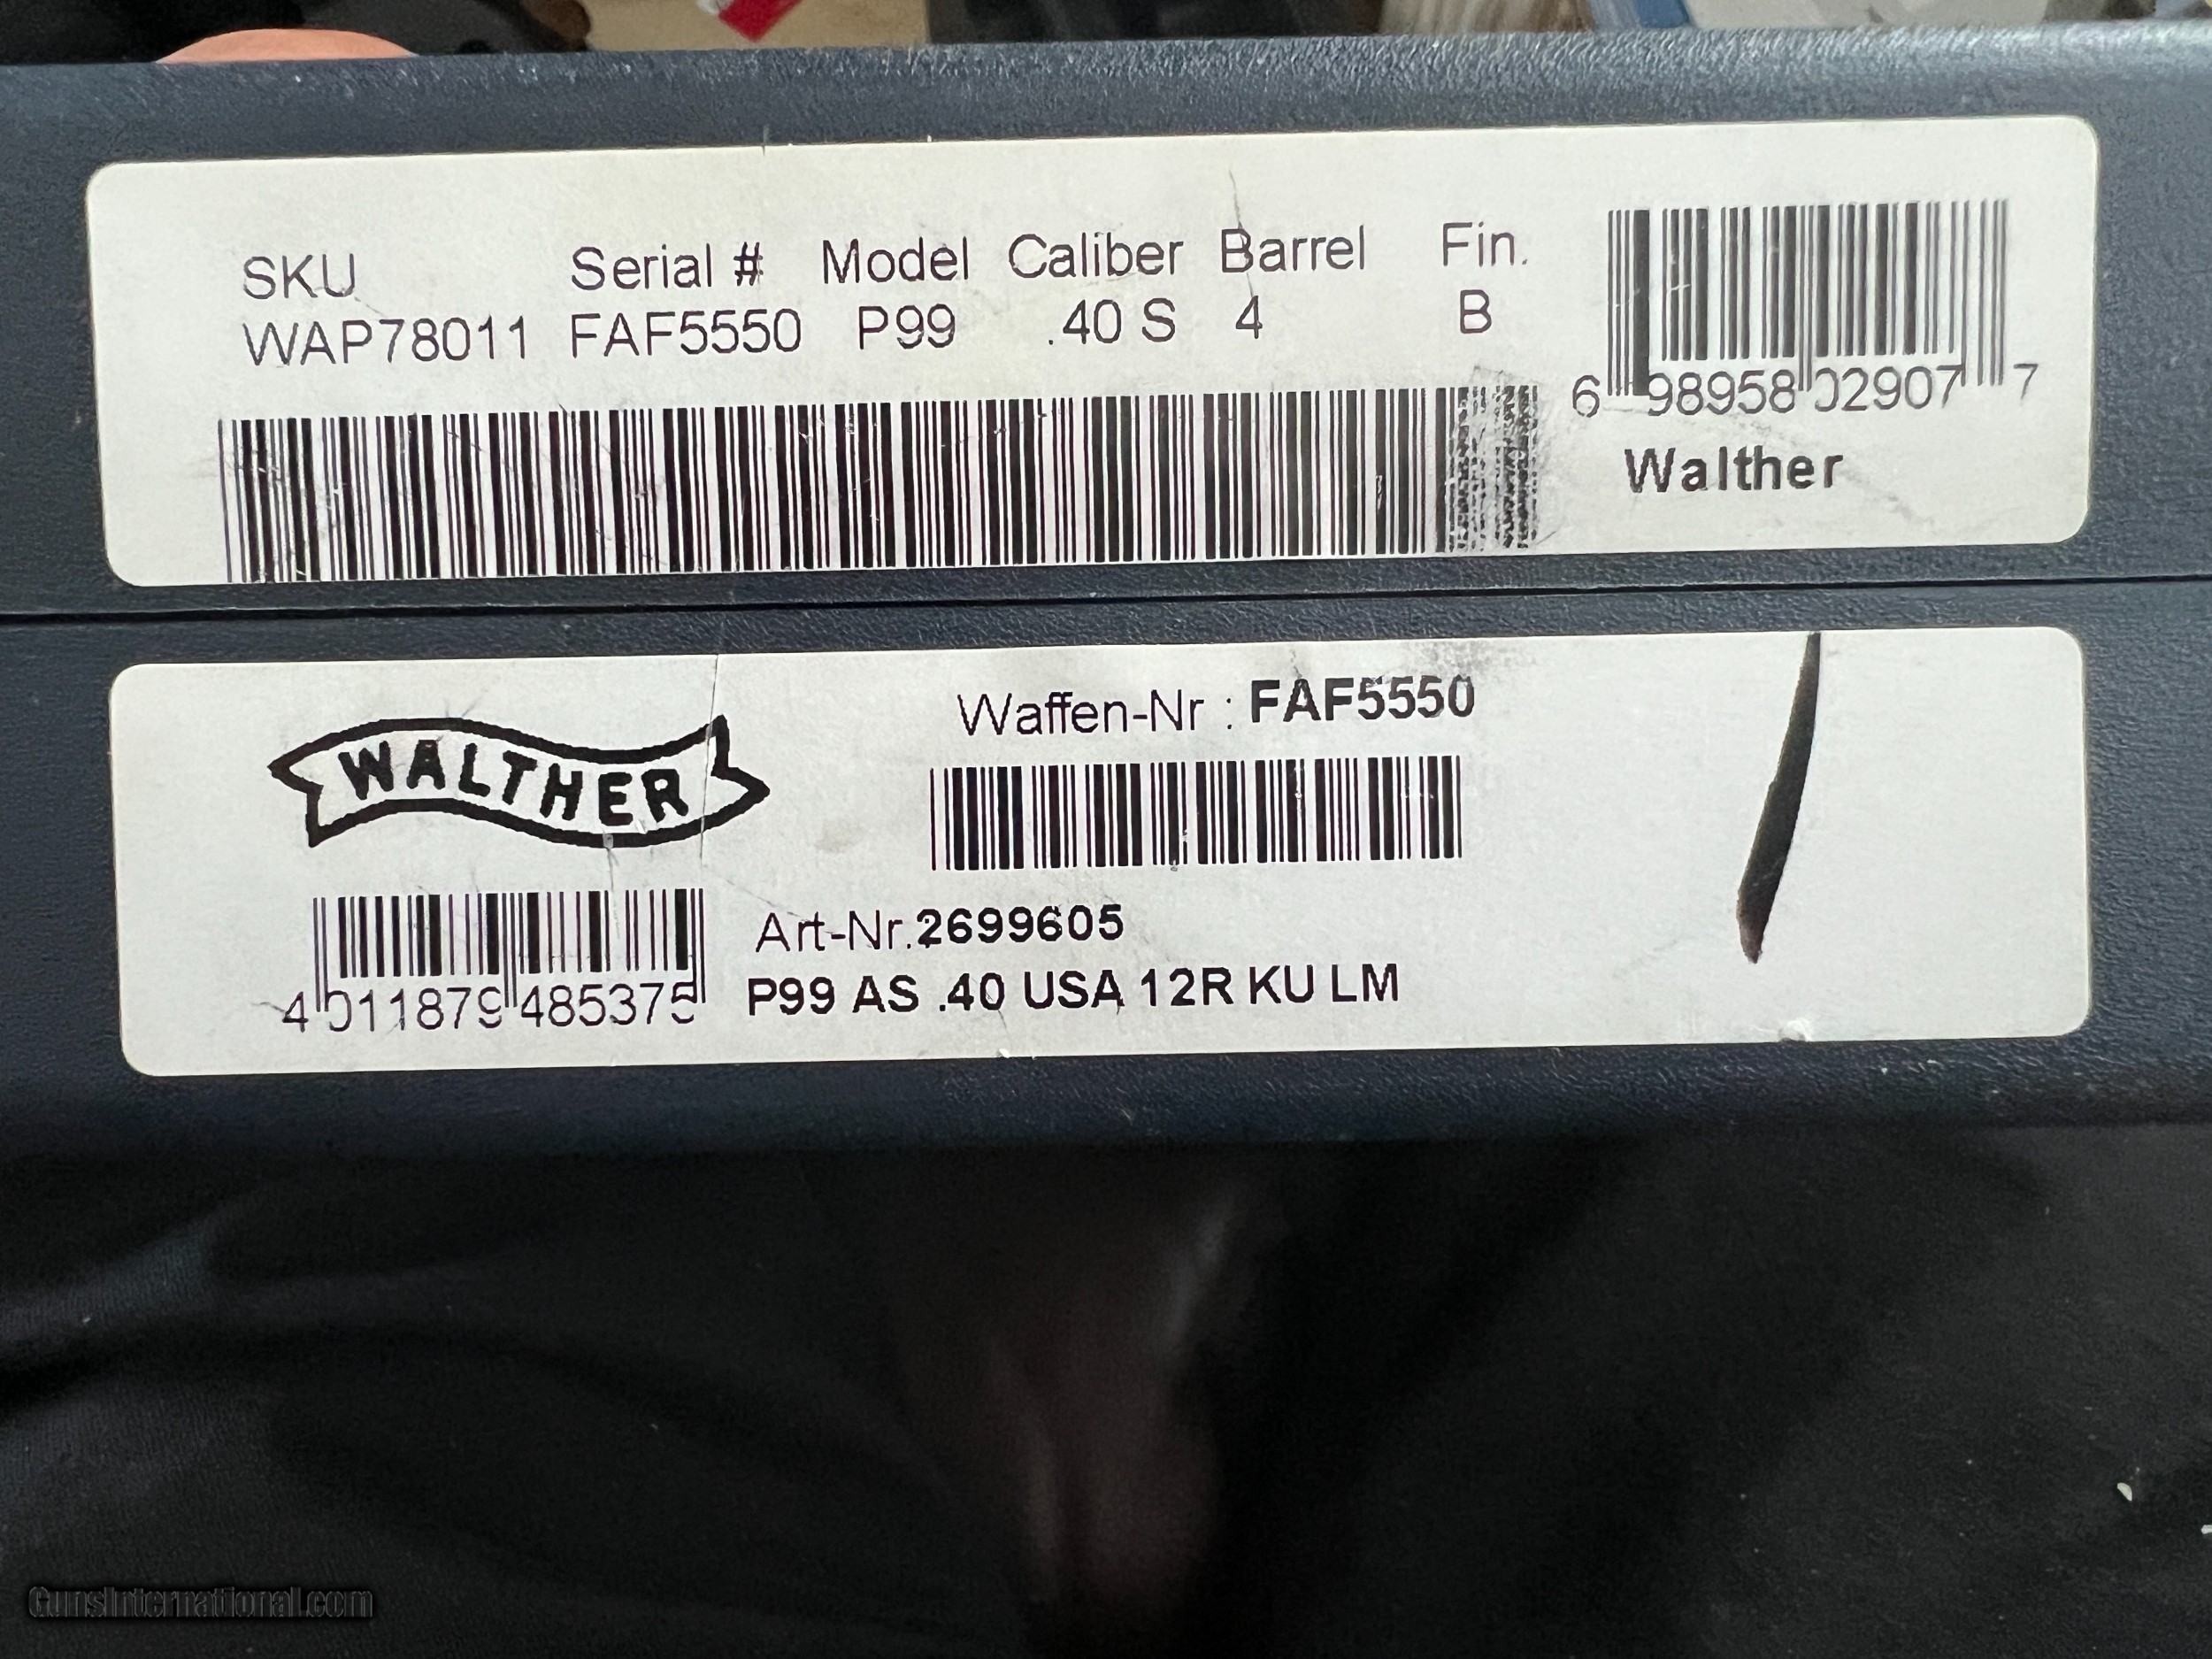 SKU Serial # Model Caliber Barrel Fin.
WAP78011 FAF5550 P99 .40 S 4 B
6 98958 02907 7
Walther
Waffen-Nr : FAF5550
WALTHER
Art-Nr.2699605
4 011879 485375
P99 AS .40 USA 12R KU LM
GunsInternational.com